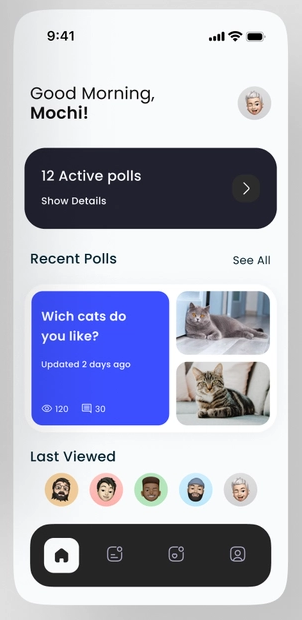 9:41
Good Morning,
Mochi!
12 Active polls
Show Details
Recent Polls
See All
Wich cats do
you like?
Updated 2 days ago
120
30
Last Viewed